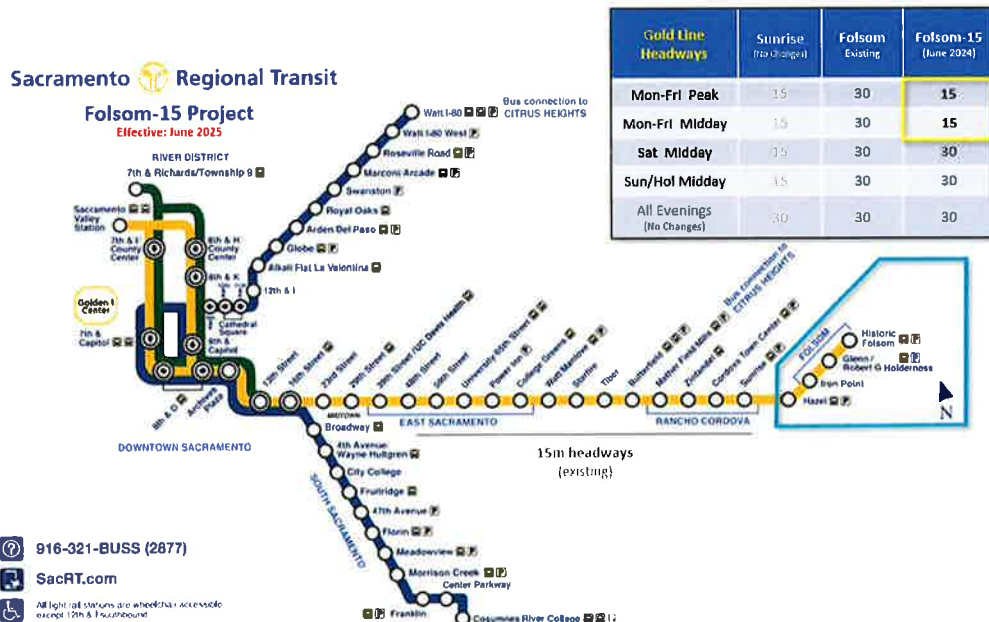 Sacramento Regional Transit
Folsom-15 Project
Effective: June 2025
Gold Line
Headways
Sunrise
(No Changes)
Folsom
Existing
Folsom-15
(June 2024)
Mon-Fri Peak 15 30 15
Mon-Fri Midday 15 30 15
Sat Midday 15 30 30
Sun/Hol Midday 15 30 30
All Evenings
(No Changes)
30 30 30
Bus connection to
CITRUS HEIGHTS
Watt I-80
Watt I-80 West
Roseville Road
Marconi Arcade
Swanston
Royal Oaks
Arden Del Paso
Globe
Alkali Flat La Valentina
12th & I
RIVER DISTRICT
7th & Richards/Township 9
Sacramento
Valley
Station
7th & I
County
Center
8th & H
County
Center
8th & K
Cathedral
Square
Golden 1
Center
7th &
Capitol
8th &
Capitol
8th & O
Archives
Plaza
DOWNTOWN SACRAMENTO
13th Street
16th Street
23rd Street
29th Street
39th Street / UC Davis Health
48th Street
59th Street
University/65th Street
Power Inn
College Greens
Watt Manlove
Starfire
Tiber
Butterfield
Mather Field Mills
Zinfandel
Cordova Town Center
Sunrise
Bus connection to
CITRUS HEIGHTS
MIDTOWN
EAST SACRAMENTO
RANCHO CORDOVA
15m headways
(existing)
FOLSOM
Historic
Folsom
Glenn /
Robert G Holderness
Iron Point
Hazel
N
Broadway
4th Avenue
Wayne Hultgren
City College
Fruitridge
47th Avenue
Florin
Meadowview
Morrison Creek
Center Parkway
Franklin
Cosumnes River College
SOUTH SACRAMENTO
916-321-BUSS (2877)
SacRT.com
All light rail stations are wheelchair accessible
except 12th & I southbound